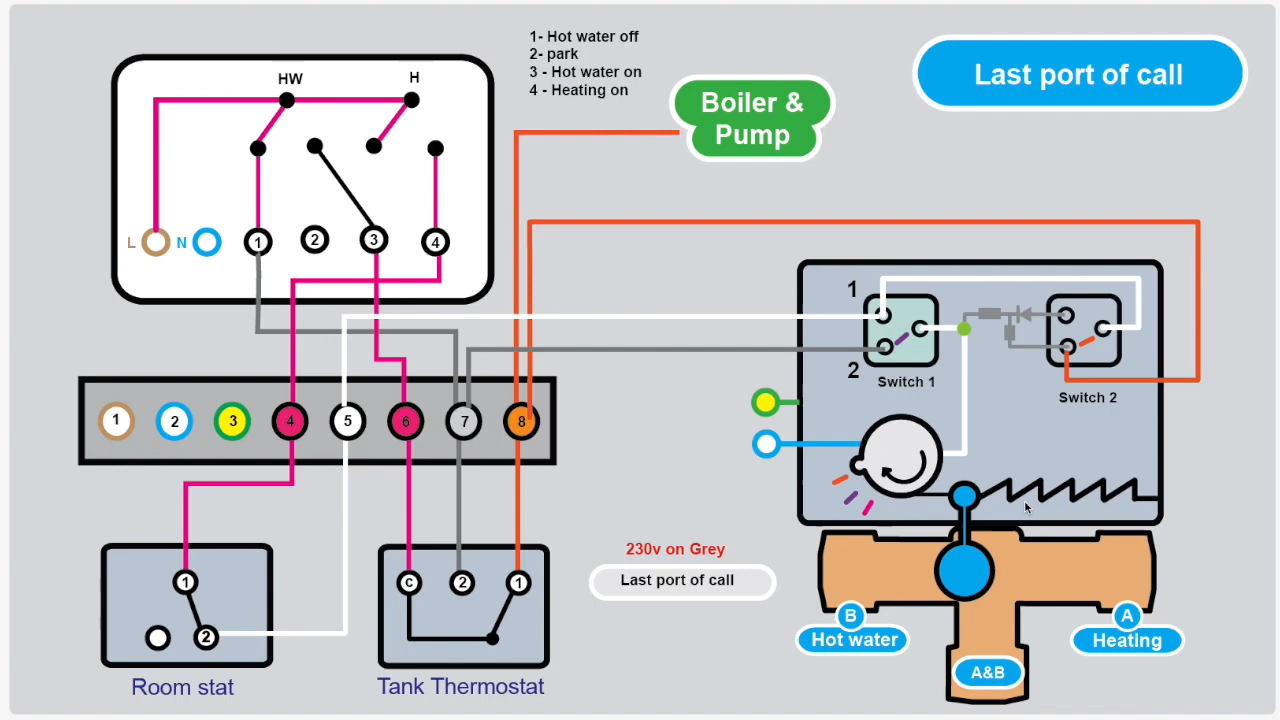 1- Hot water off
2- park
3 - Hot water on
4 - Heating on
Last port of call
Boiler &
Pump
HW
H
L
N
1
2
3
4
1
2
Switch 1
Switch 2
1
2
3
4
5
6
7
8
1
2
Room stat
C
2
1
Tank Thermostat
230v on Grey
Last port of call
B
Hot water
A
Heating
A&B